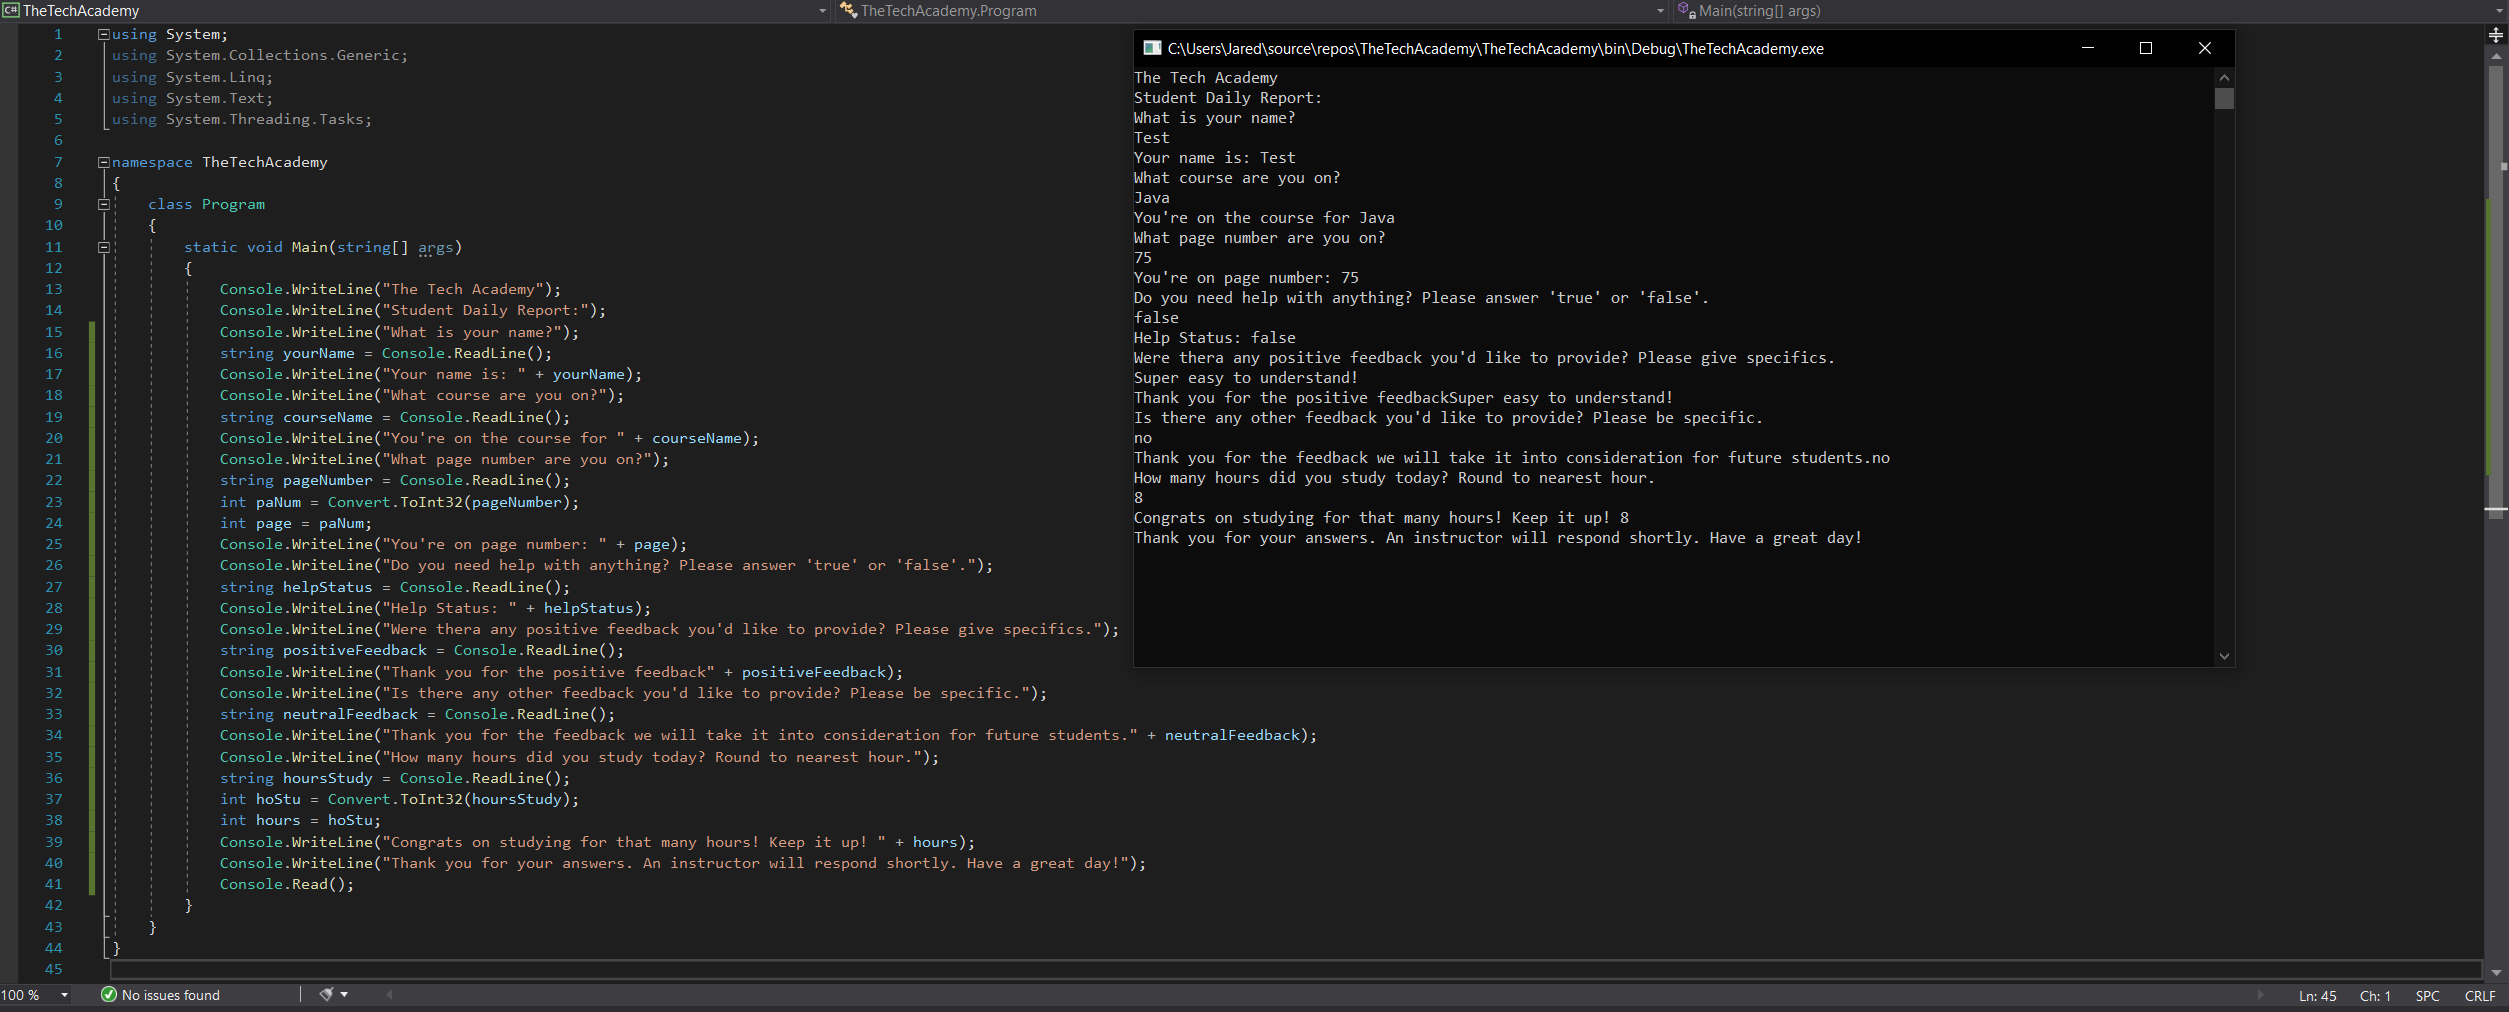 C# TheTechAcademy
TheTechAcademy.Program
Main(string[] args)
1 using System;
2 using System.Collections.Generic;
3 using System.Linq;
4 using System.Text;
5 using System.Threading.Tasks;
6
7 namespace TheTechAcademy
8 {
9 class Program
10 {
11 static void Main(string[] args)
12 {
13 Console.WriteLine("The Tech Academy");
14 Console.WriteLine("Student Daily Report:");
15 Console.WriteLine("What is your name?");
16 string yourName = Console.ReadLine();
17 Console.WriteLine("Your name is: " + yourName);
18 Console.WriteLine("What course are you on?");
19 string courseName = Console.ReadLine();
20 Console.WriteLine("You're on the course for " + courseName);
21 Console.WriteLine("What page number are you on?");
22 string pageNumber = Console.ReadLine();
23 int paNum = Convert.ToInt32(pageNumber);
24 int page = paNum;
25 Console.WriteLine("You're on page number: " + page);
26 Console.WriteLine("Do you need help with anything? Please answer 'true' or 'false'.");
27 string helpStatus = Console.ReadLine();
28 Console.WriteLine("Help Status: " + helpStatus);
29 Console.WriteLine("Were thera any positive feedback you'd like to provide? Please give specifics.");
30 string positiveFeedback = Console.ReadLine();
31 Console.WriteLine("Thank you for the positive feedback" + positiveFeedback);
32 Console.WriteLine("Is there any other feedback you'd like to provide? Please be specific.");
33 string neutralFeedback = Console.ReadLine();
34 Console.WriteLine("Thank you for the feedback we will take it into consideration for future students." + neutralFeedback);
35 Console.WriteLine("How many hours did you study today? Round to nearest hour.");
36 string hoursStudy = Console.ReadLine();
37 int hoStu = Convert.ToInt32(hoursStudy);
38 int hours = hoStu;
39 Console.WriteLine("Congrats on studying for that many hours! Keep it up! " + hours);
40 Console.WriteLine("Thank you for your answers. An instructor will respond shortly. Have a great day!");
41 Console.Read();
42 }
43 }
44 }
45
C:\Users\Jared\source\repos\TheTechAcademy\TheTechAcademy\bin\Debug\TheTechAcademy.exe
The Tech Academy
Student Daily Report:
What is your name?
Test
Your name is: Test
What course are you on?
Java
You're on the course for Java
What page number are you on?
75
You're on page number: 75
Do you need help with anything? Please answer 'true' or 'false'.
false
Help Status: false
Were thera any positive feedback you'd like to provide? Please give specifics.
Super easy to understand!
Thank you for the positive feedbackSuper easy to understand!
Is there any other feedback you'd like to provide? Please be specific.
no
Thank you for the feedback we will take it into consideration for future students.no
How many hours did you study today? Round to nearest hour.
8
Congrats on studying for that many hours! Keep it up! 8
Thank you for your answers. An instructor will respond shortly. Have a great day!
100 % No issues found Ln: 45 Ch: 1 SPC CRLF